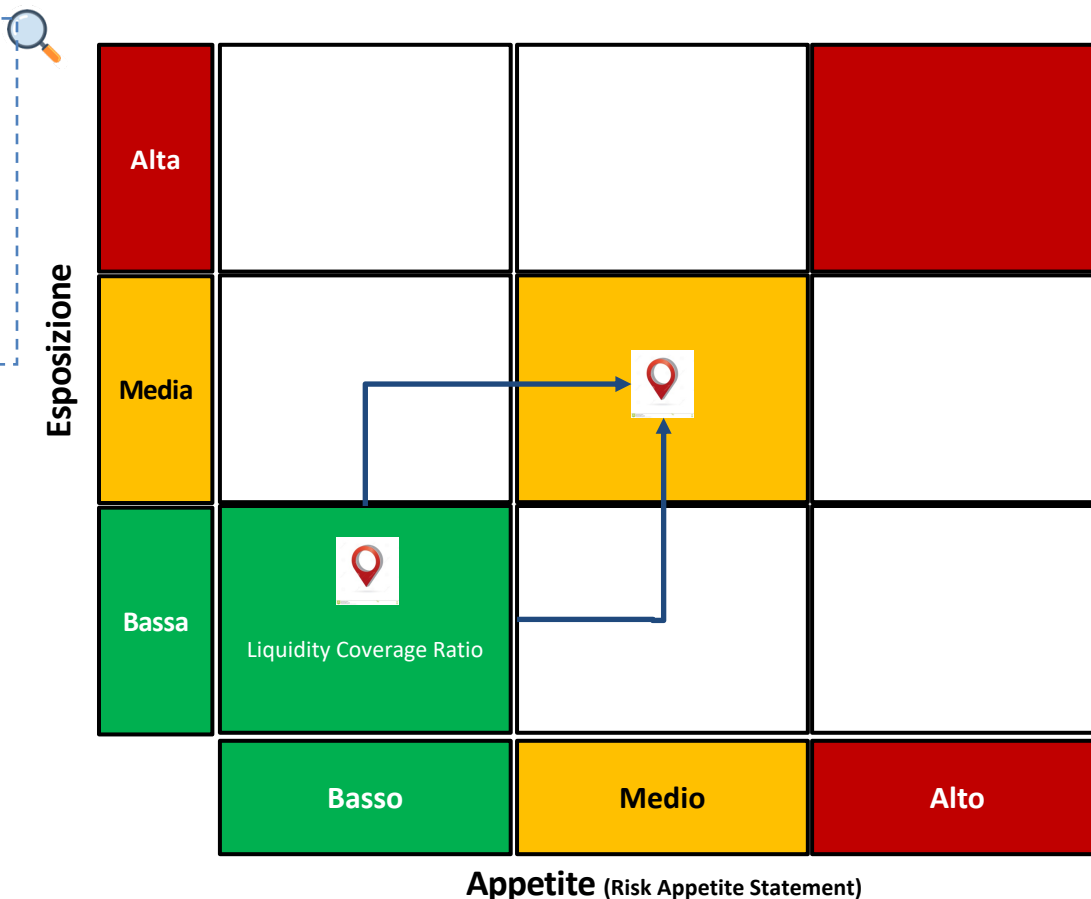 Alta
Esposizione
Media
Bassa
Liquidity Coverage Ratio
Basso
Medio
Alto
Appetite (Risk Appetite Statement)